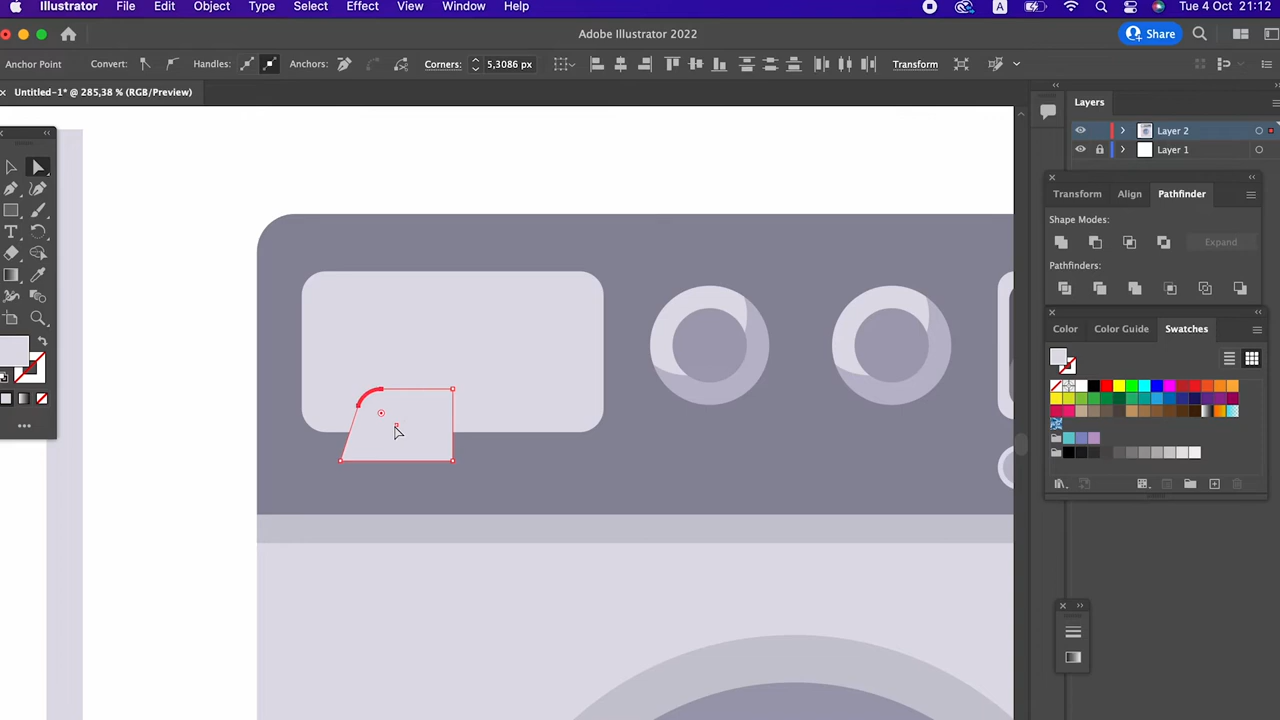 Illustrator File Edit Object Type Select Effect View Window Help A Tue 4 Oct 21:12
Adobe Illustrator 2022 Share
Anchor Point Convert: Handles: Anchors: Corners: 5,3086 px Transform
Untitled-1* @ 285,38 % (RGB/Preview)
Layers
Layer 2
Layer 1
Transform Align Pathfinder
Shape Modes:
Expand
Pathfinders:
Color Color Guide Swatches